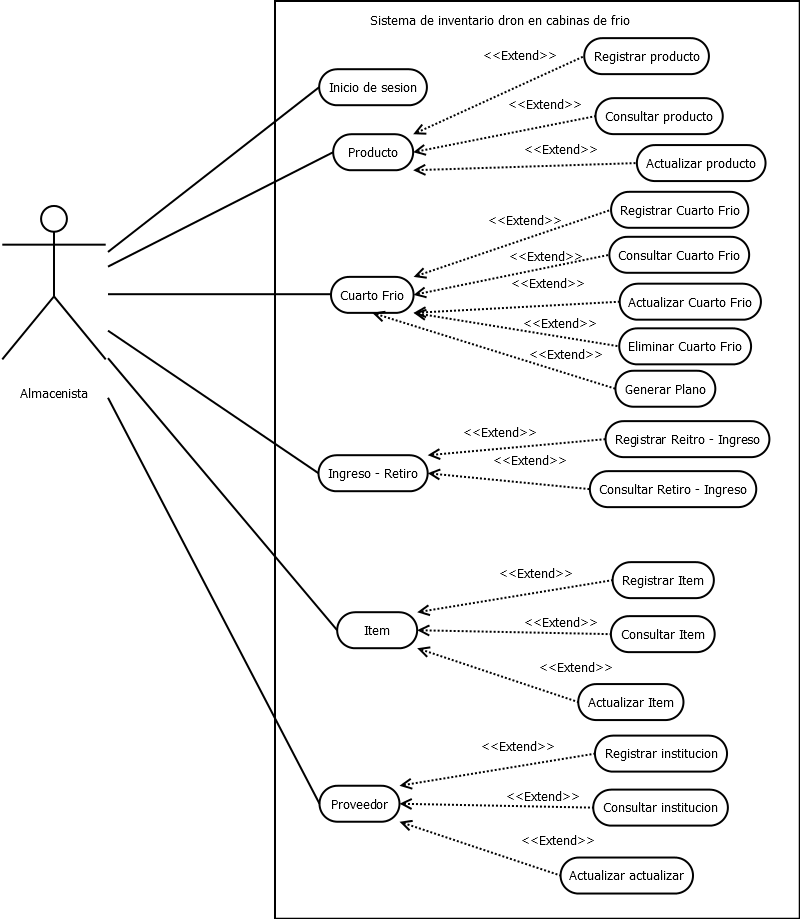 Sistema de inventario dron en cabinas de frio
<<Extend>>
Registrar producto
Inicio de sesion
<<Extend>>
Consultar producto
Producto
<<Extend>>
Actualizar producto
<<Extend>>
Registrar Cuarto Frio
<<Extend>>
Consultar Cuarto Frio
Cuarto Frio
<<Extend>>
Actualizar Cuarto Frio
<<Extend>>
Eliminar Cuarto Frio
<<Extend>>
Generar Plano
Almacenista
<<Extend>>
Registrar Reitro - Ingreso
Ingreso - Retiro
<<Extend>>
Consultar Retiro - Ingreso
<<Extend>>
Registrar Item
Item
<<Extend>>
Consultar Item
<<Extend>>
Actualizar Item
<<Extend>>
Registrar institucion
Proveedor
<<Extend>>
Consultar institucion
<<Extend>>
Actualizar actualizar